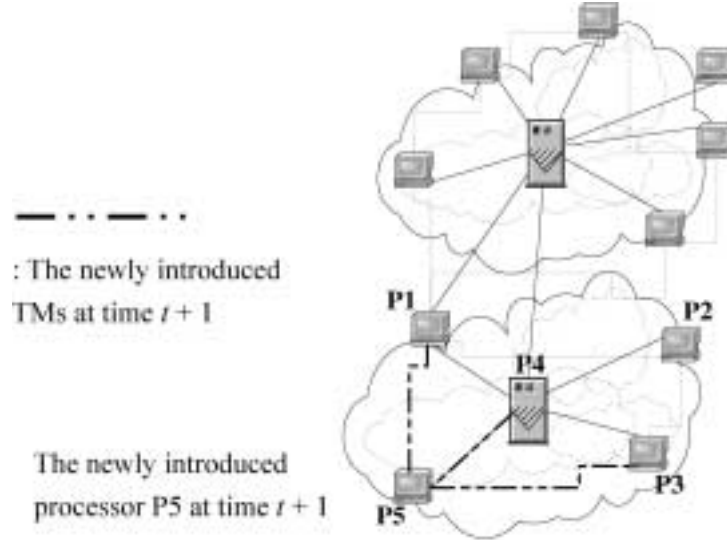 : The newly introduced
TMs at time t + 1
P1
P2
P4
The newly introduced
processor P5 at time t + 1
P5
P3